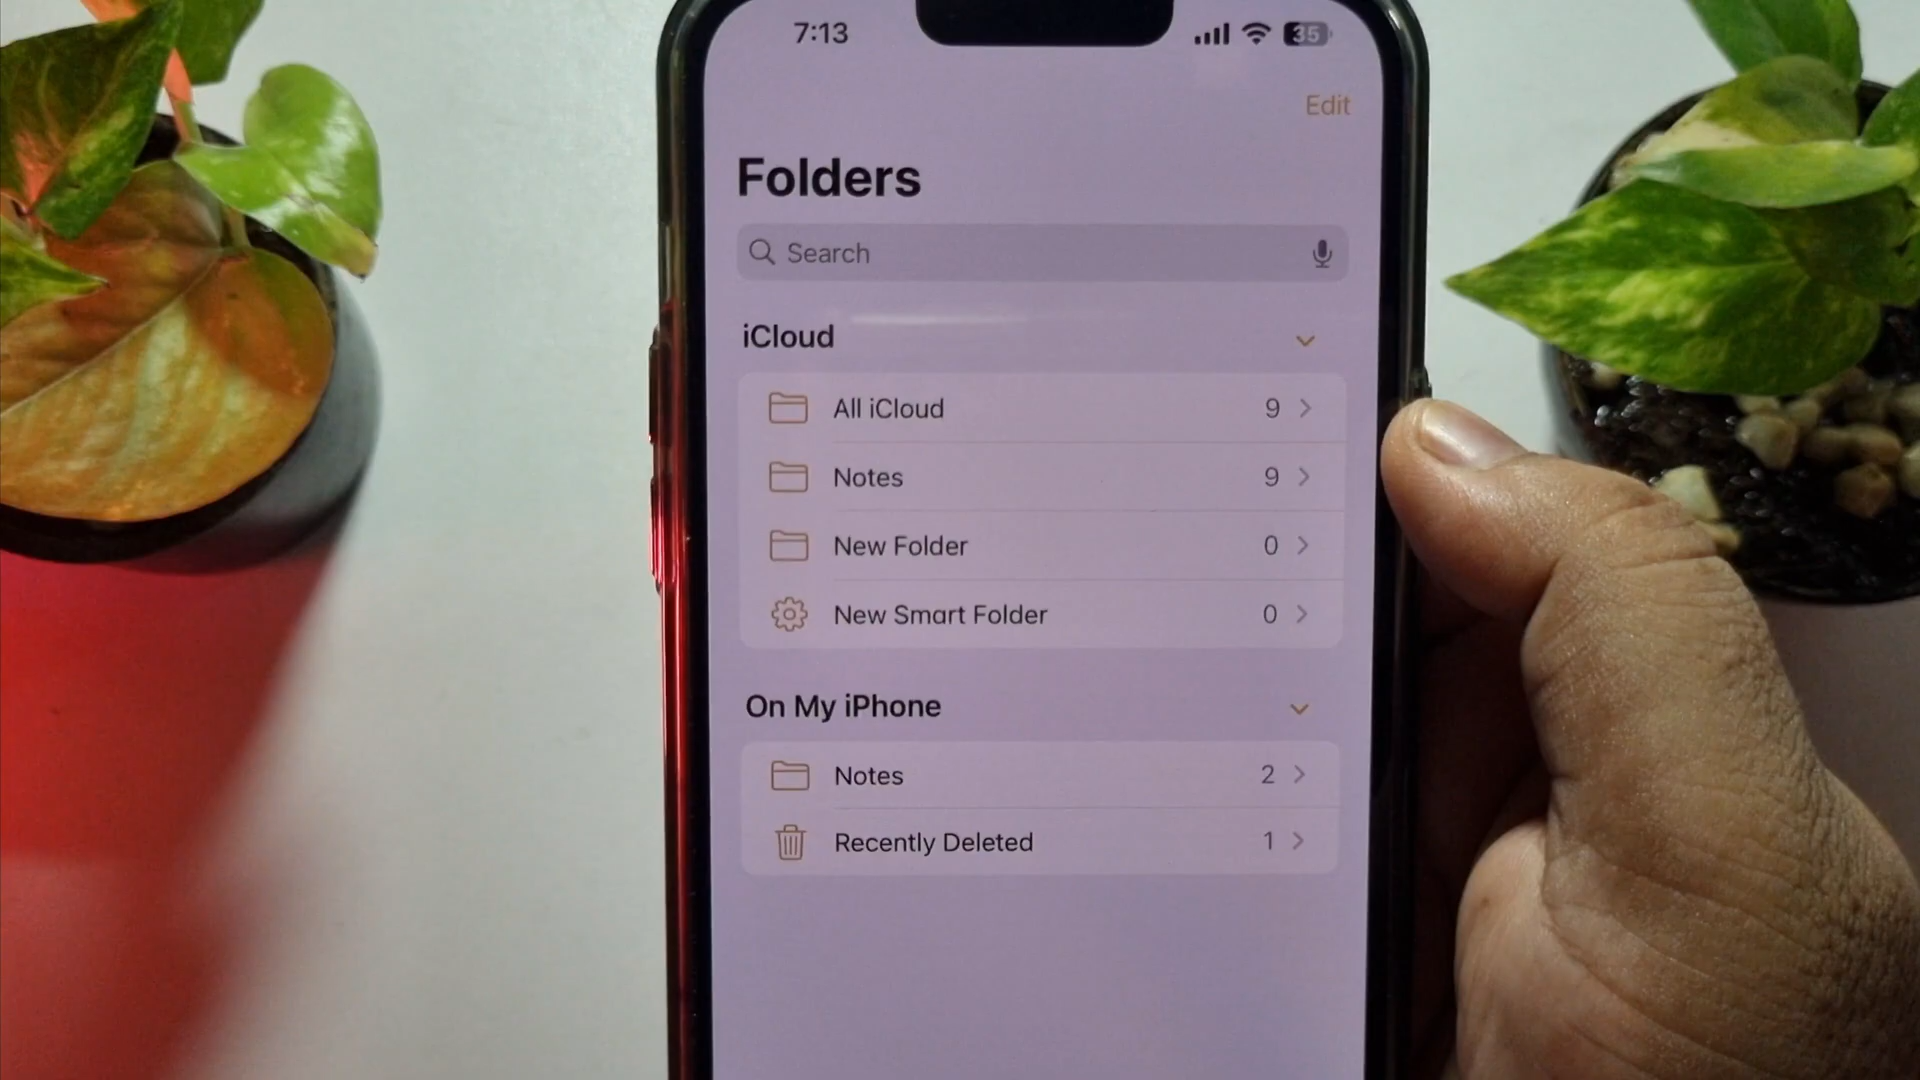 7:13 35
Edit
Folders
Search
iCloud
All iCloud 9
Notes 9
New Folder 0
New Smart Folder 0
On My iPhone
Notes 2
Recently Deleted 1